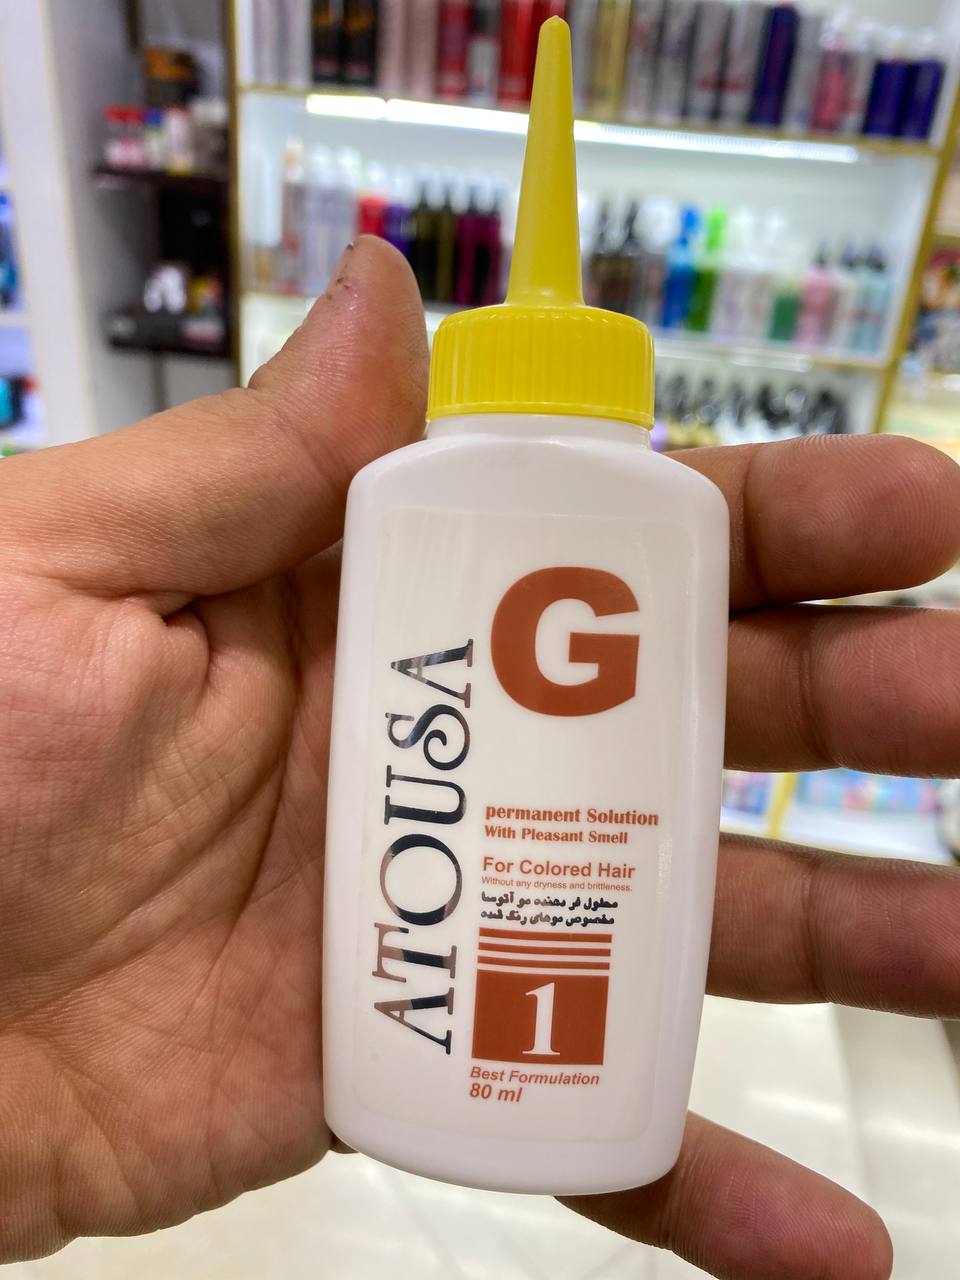 ATOUSA
G
permanent Solution
With Pleasant Smell
For Colored Hair
Without any dryness and brittleness.
محلول فر دهنده مو آتوسا
مخصوص موهای رنگ شده
1
Best Formulation
80 ml